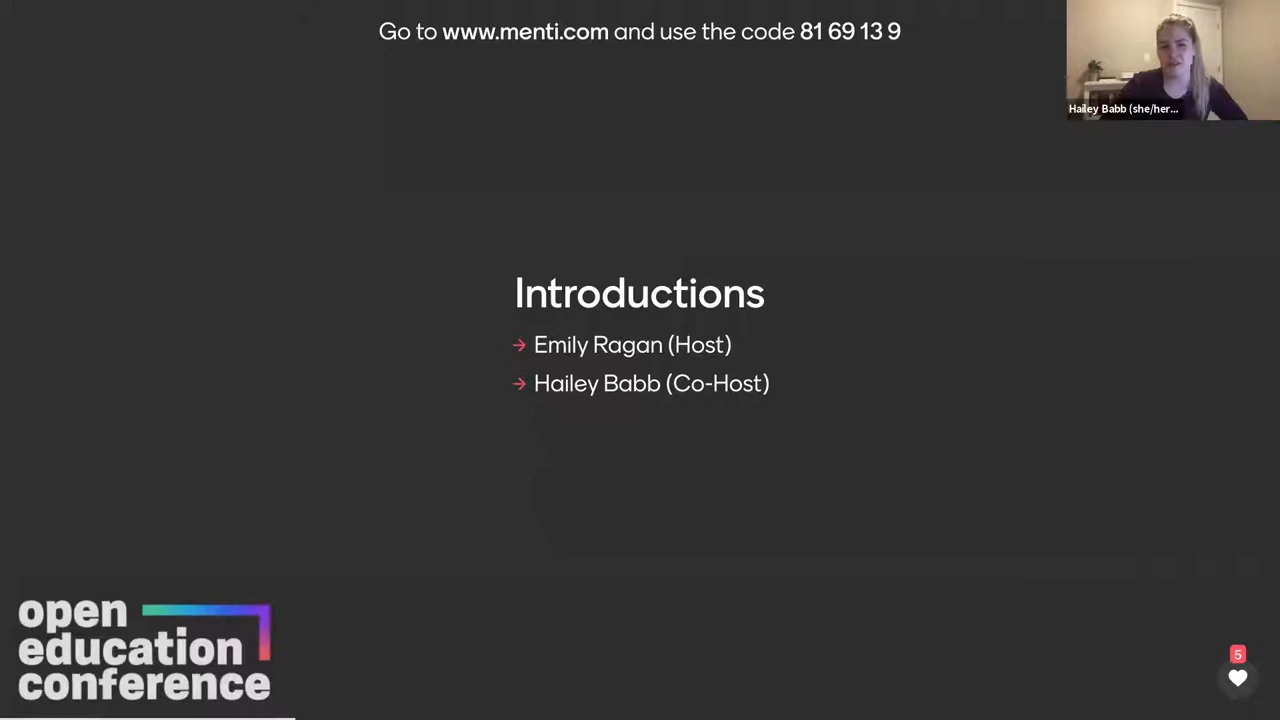 Go to www.menti.com and use the code 81 69 13 9
Hailey Babb (she/her...
Introductions
→ Emily Ragan (Host)
→ Hailey Babb (Co-Host)
open
education
conference
5